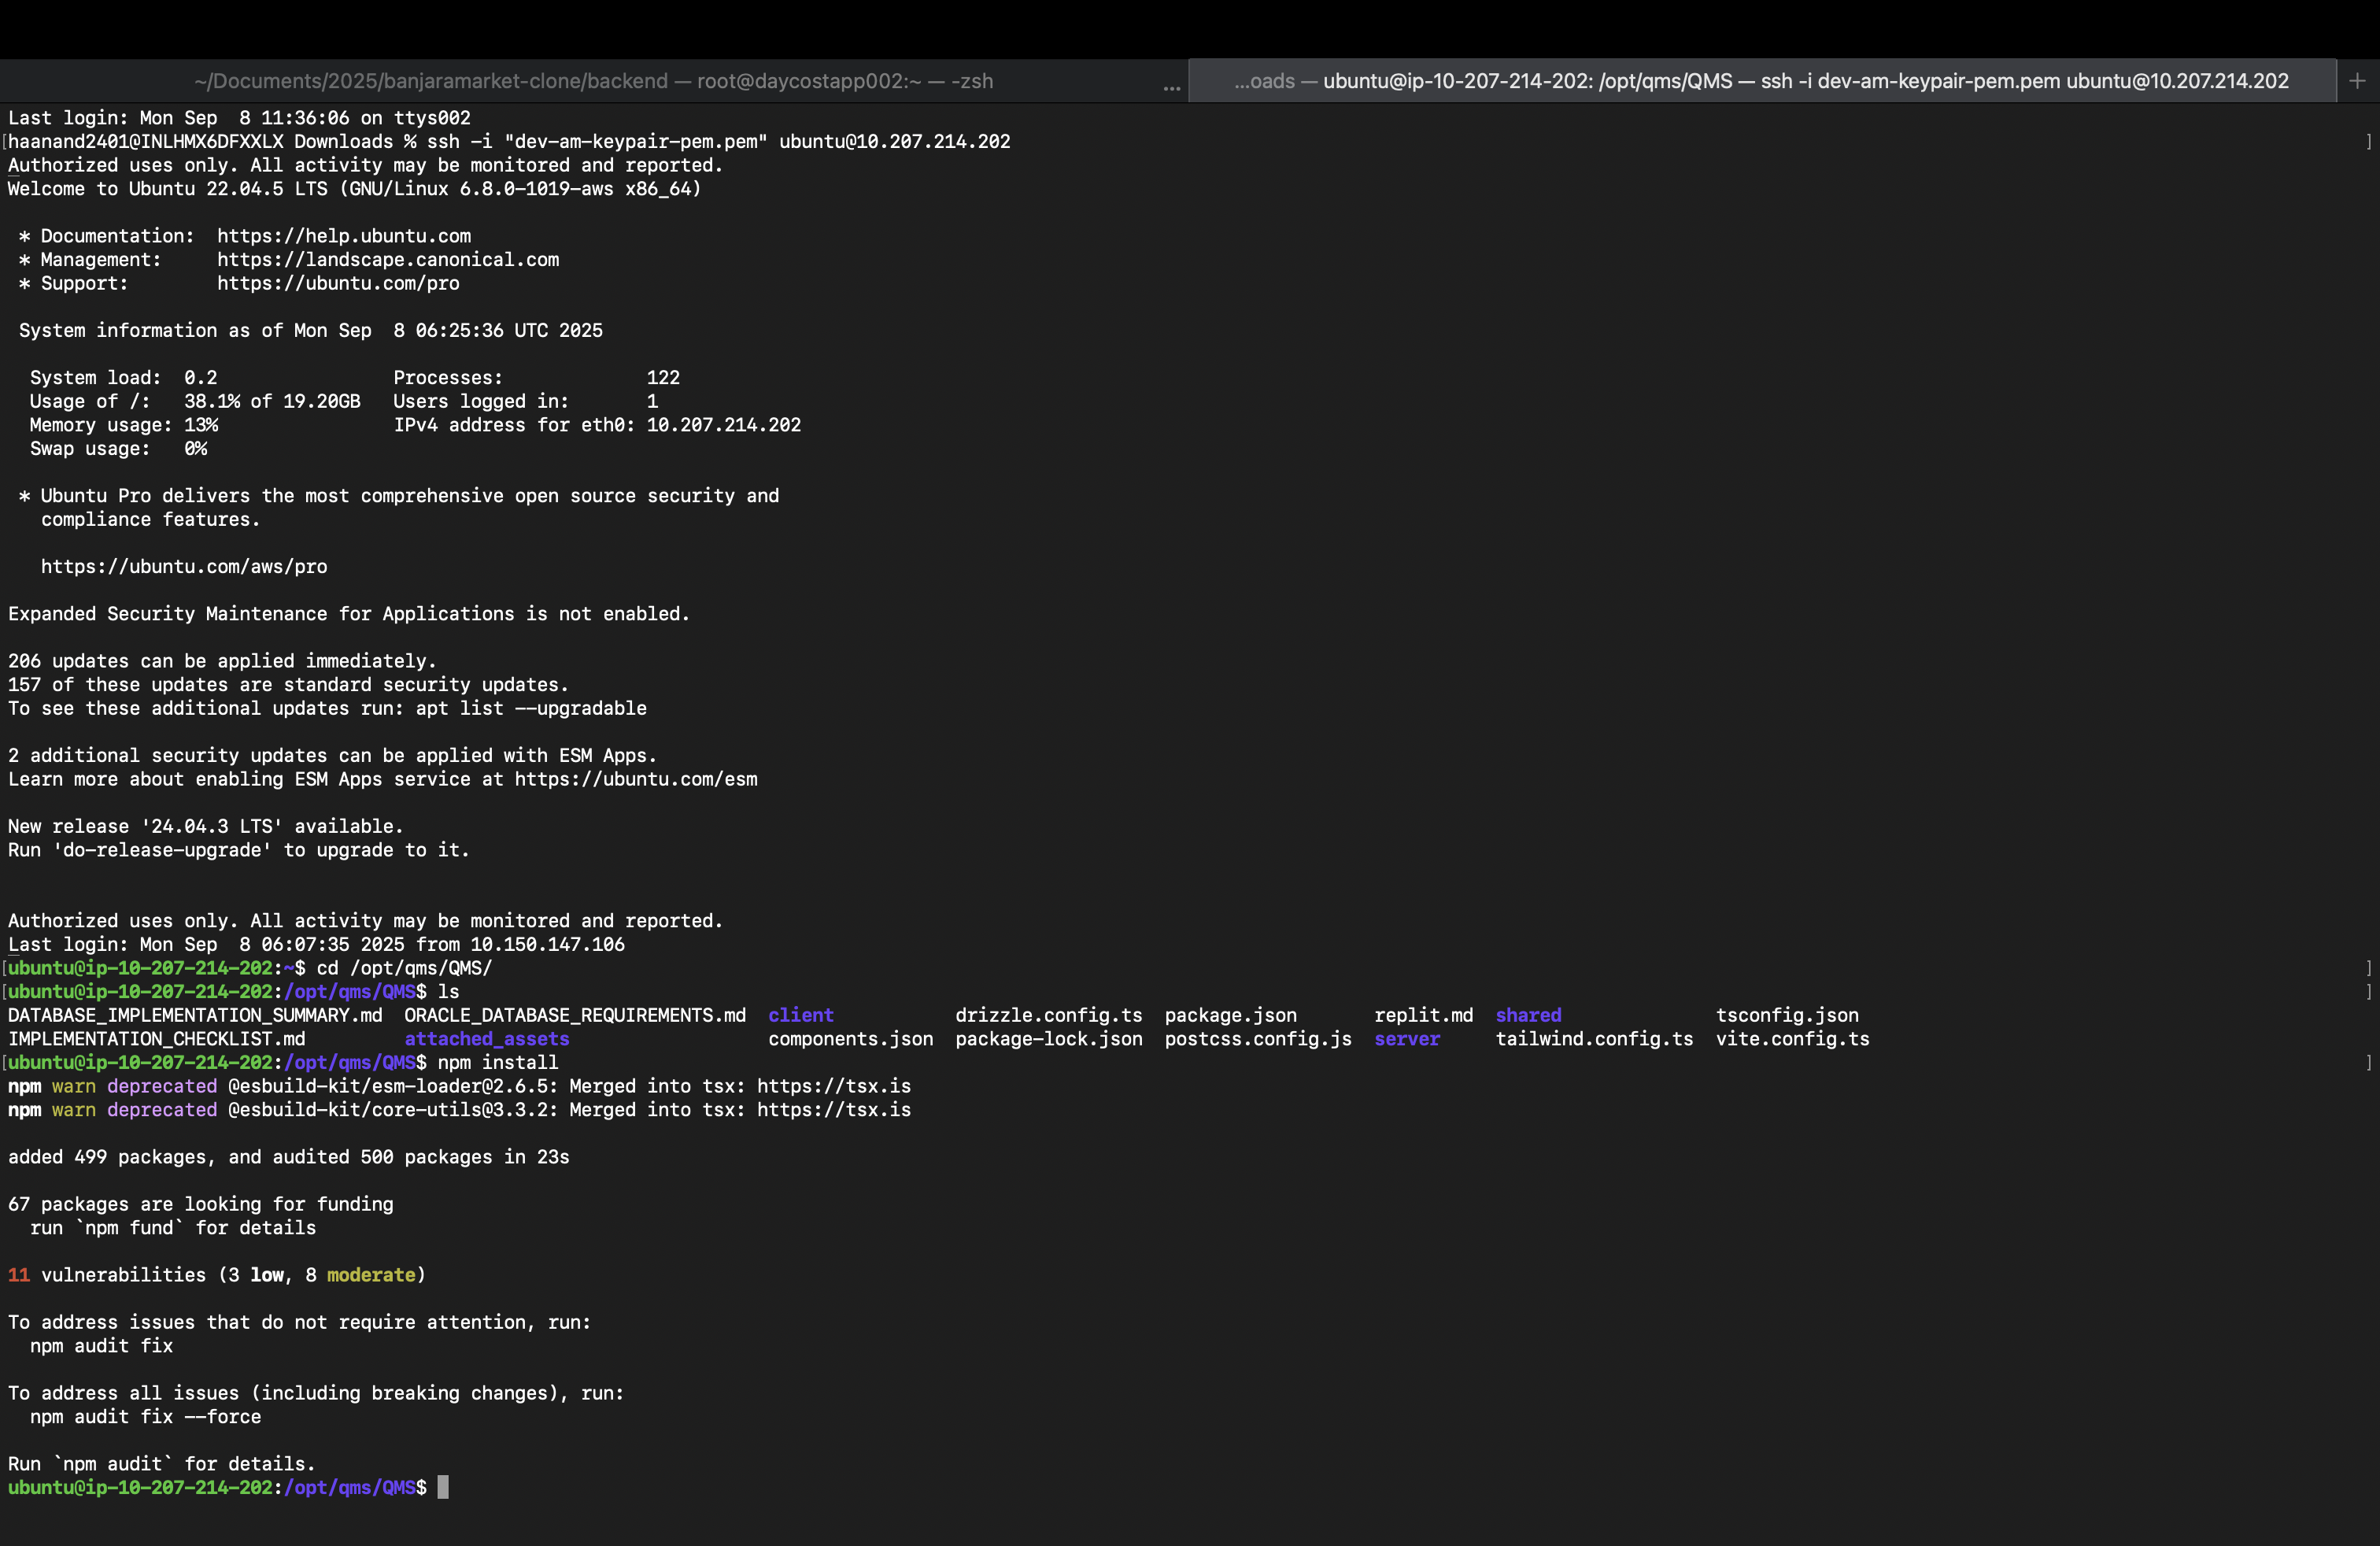 ~/Documents/2025/banjaramarket-clone/backend — root@daycostapp002:~ — -zsh ... ...oads — ubuntu@ip-10-207-214-202: /opt/qms/QMS — ssh -i dev-am-keypair-pem.pem ubuntu@10.207.214.202 +
Last login: Mon Sep  8 11:36:06 on ttys002
[haanand2401@INLHMX6DFXXLX Downloads % ssh -i "dev-am-keypair-pem.pem" ubuntu@10.207.214.202 ]
Authorized uses only. All activity may be monitored and reported.
Welcome to Ubuntu 22.04.5 LTS (GNU/Linux 6.8.0-1019-aws x86_64)
 * Documentation:  https://help.ubuntu.com
 * Management:     https://landscape.canonical.com
 * Support:        https://ubuntu.com/pro
 System information as of Mon Sep  8 06:25:36 UTC 2025
  System load:  0.2                Processes:             122
  Usage of /:   38.1% of 19.20GB   Users logged in:       1
  Memory usage: 13%                IPv4 address for eth0: 10.207.214.202
  Swap usage:   0%
 * Ubuntu Pro delivers the most comprehensive open source security and
   compliance features.
   https://ubuntu.com/aws/pro
Expanded Security Maintenance for Applications is not enabled.
206 updates can be applied immediately.
157 of these updates are standard security updates.
To see these additional updates run: apt list --upgradable
2 additional security updates can be applied with ESM Apps.
Learn more about enabling ESM Apps service at https://ubuntu.com/esm
New release '24.04.3 LTS' available.
Run 'do-release-upgrade' to upgrade to it.
Authorized uses only. All activity may be monitored and reported.
Last login: Mon Sep  8 06:07:35 2025 from 10.150.147.106
[ubuntu@ip-10-207-214-202:~$ cd /opt/qms/QMS/ ]
[ubuntu@ip-10-207-214-202:/opt/qms/QMS$ ls ]
DATABASE_IMPLEMENTATION_SUMMARY.md  ORACLE_DATABASE_REQUIREMENTS.md  client           drizzle.config.ts  package.json       replit.md  shared              tsconfig.json
IMPLEMENTATION_CHECKLIST.md         attached_assets                  components.json  package-lock.json  postcss.config.js  server     tailwind.config.ts  vite.config.ts
[ubuntu@ip-10-207-214-202:/opt/qms/QMS$ npm install ]
npm warn deprecated @esbuild-kit/esm-loader@2.6.5: Merged into tsx: https://tsx.is
npm warn deprecated @esbuild-kit/core-utils@3.3.2: Merged into tsx: https://tsx.is
added 499 packages, and audited 500 packages in 23s
67 packages are looking for funding
  run `npm fund` for details
11 vulnerabilities (3 low, 8 moderate)
To address issues that do not require attention, run:
  npm audit fix
To address all issues (including breaking changes), run:
  npm audit fix --force
Run `npm audit` for details.
ubuntu@ip-10-207-214-202:/opt/qms/QMS$